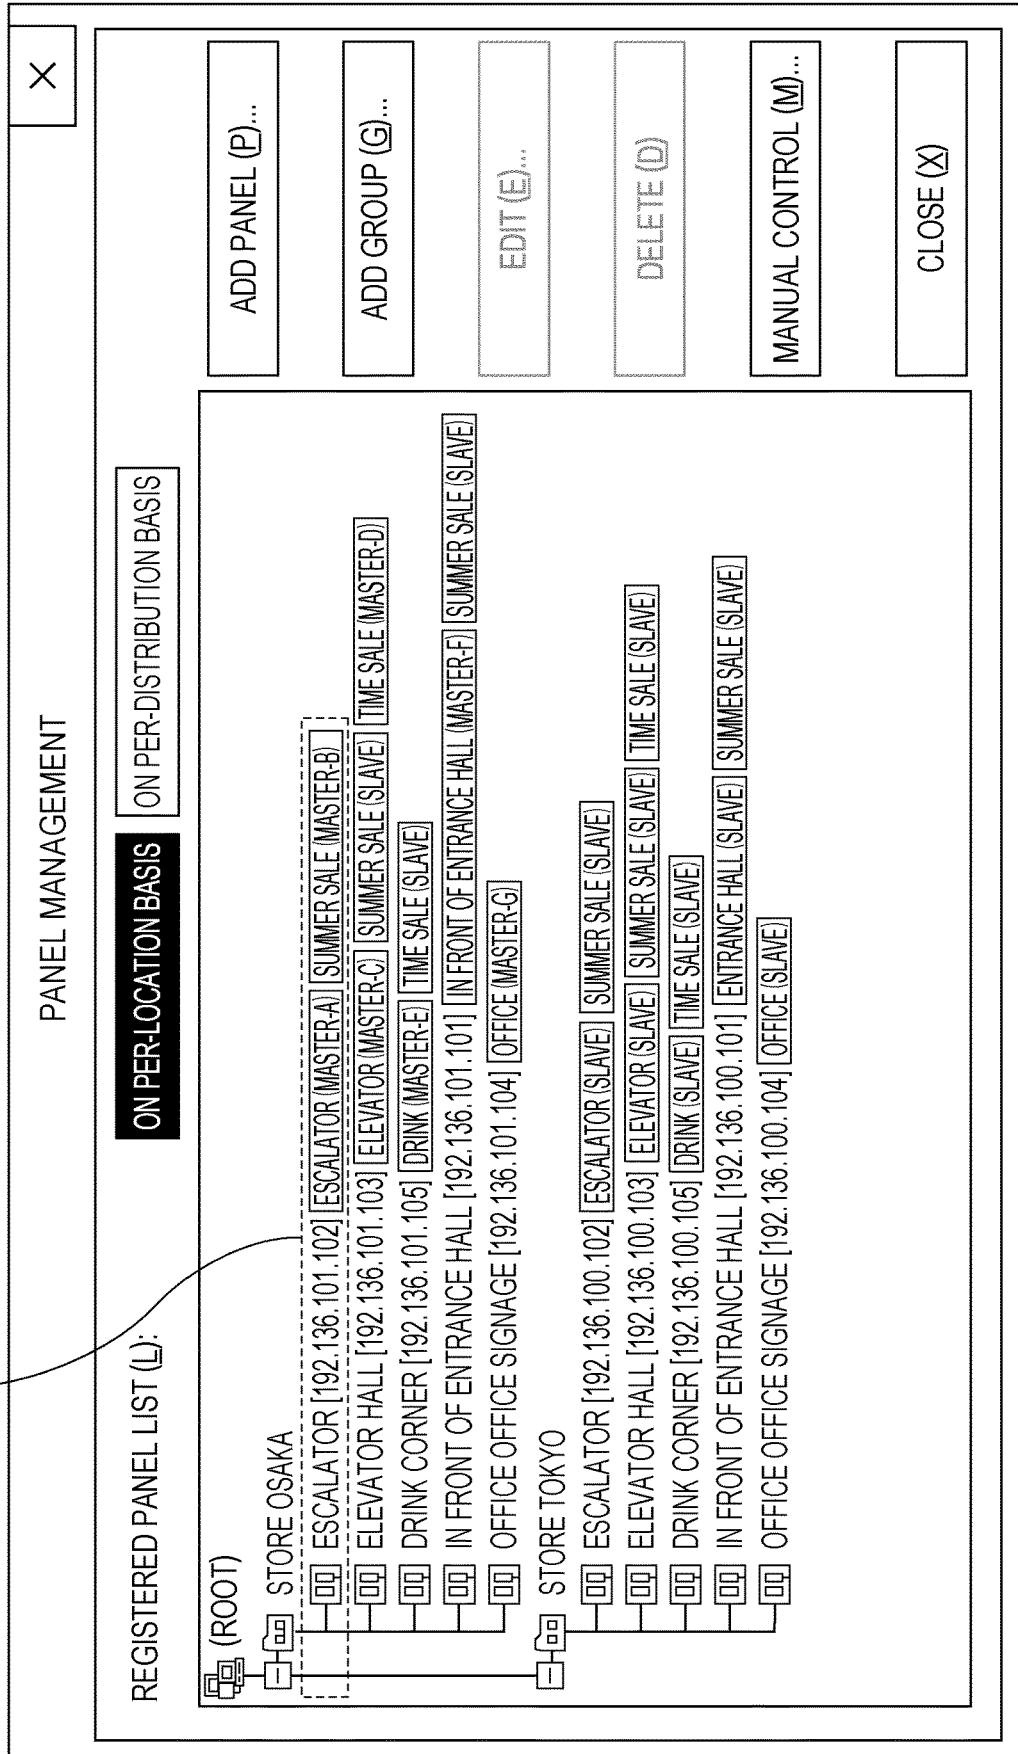 PANEL MANAGEMENT
X
REGISTERED PANEL LIST (L):
ON PER-LOCATION BASIS
ON PER-DISTRIBUTION BASIS
(ROOT)
STORE OSAKA
ESCALATOR [192.136.101.102] ESCALATOR (MASTER-A) SUMMER SALE (MASTER-B)
ELEVATOR HALL [192.136.101.103] ELEVATOR (MASTER-C) SUMMER SALE (SLAVE) TIME SALE (MASTER-D)
DRINK CORNER [192.136.101.105] DRINK (MASTER-E) TIME SALE (SLAVE)
IN FRONT OF ENTRANCE HALL [192.136.101.101] IN FRONT OF ENTRANCE HALL (MASTER-F) SUMMER SALE (SLAVE)
OFFICE OFFICE SIGNAGE [192.136.101.104] OFFICE (MASTER-G)
STORE TOKYO
ESCALATOR [192.136.100.102] ESCALATOR (SLAVE) SUMMER SALE (SLAVE)
ELEVATOR HALL [192.136.100.103] ELEVATOR (SLAVE) SUMMER SALE (SLAVE) TIME SALE (SLAVE)
DRINK CORNER [192.136.100.105] DRINK (SLAVE) TIME SALE (SLAVE)
IN FRONT OF ENTRANCE HALL [192.136.100.101] ENTRANCE HALL (SLAVE) SUMMER SALE (SLAVE)
OFFICE OFFICE SIGNAGE [192.136.100.104] OFFICE (SLAVE)
ADD PANEL (P)...
ADD GROUP (G)...
EDIT (E)...
DELETE (D)
MANUAL CONTROL (M)...
CLOSE (X)